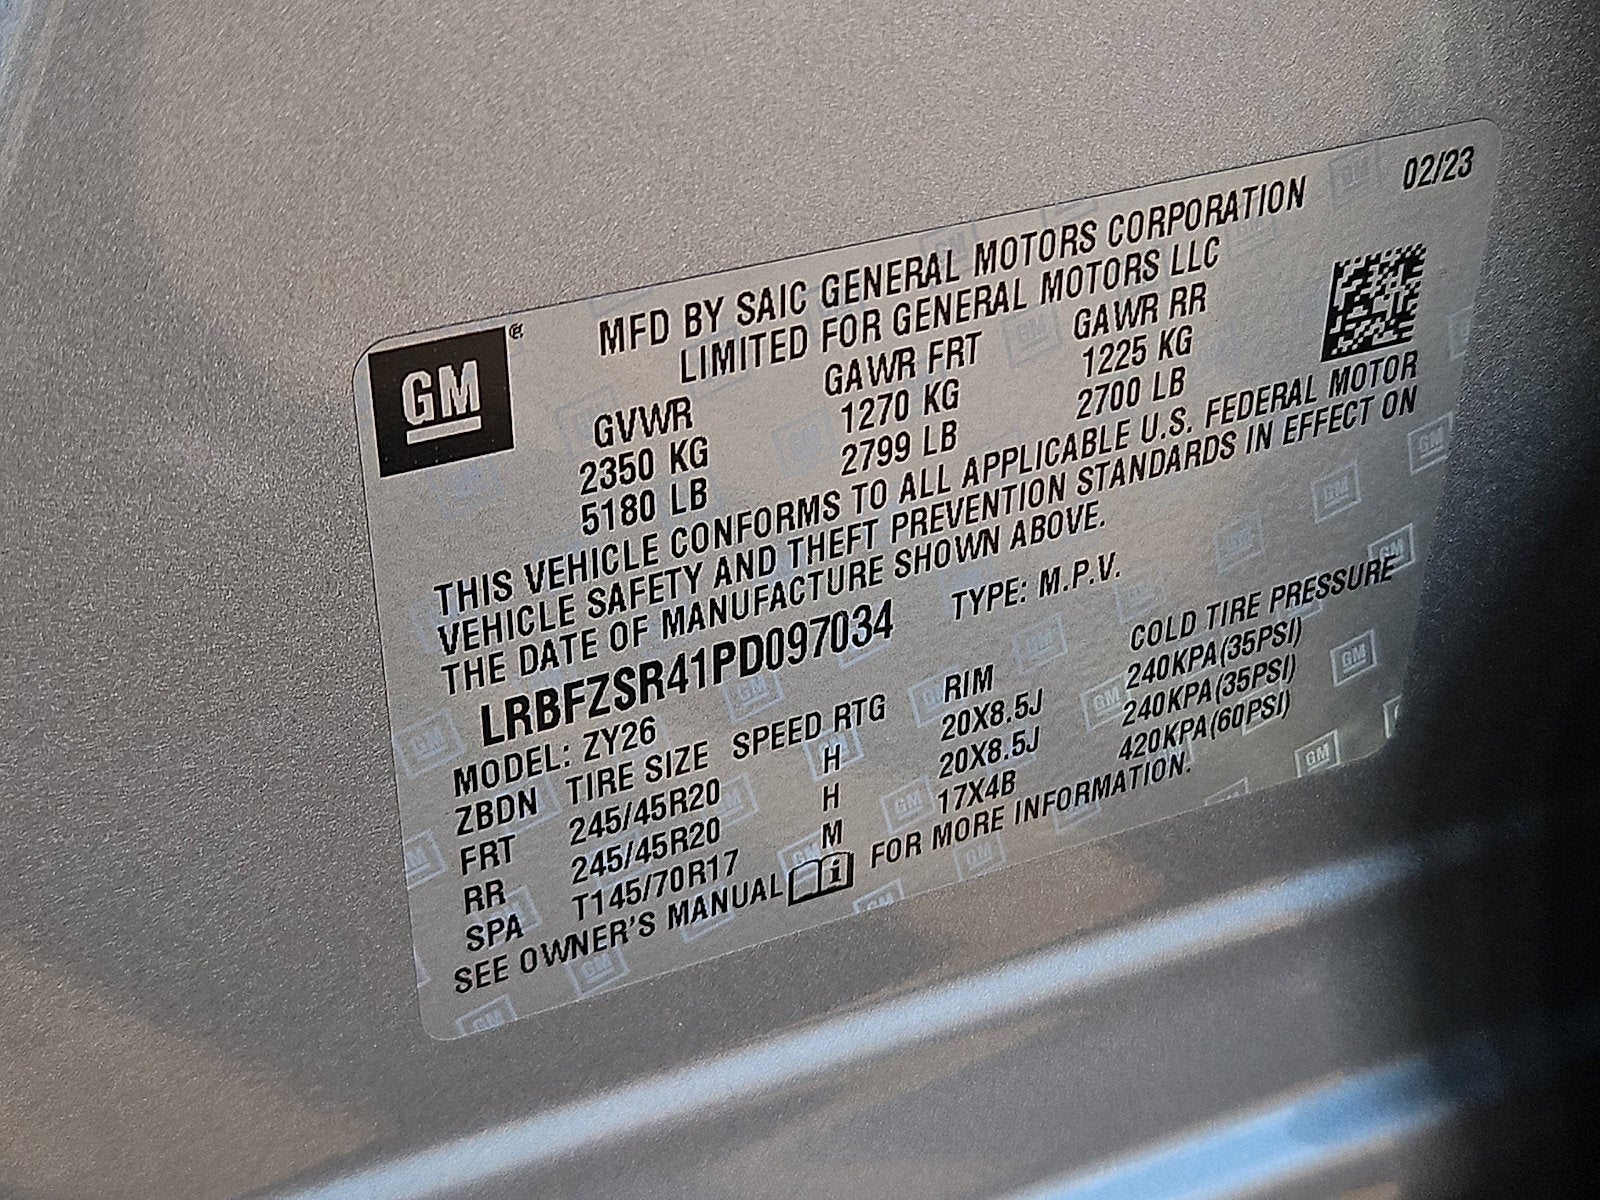 02/23
GM ®
MFD BY SAIC GENERAL MOTORS CORPORATION
LIMITED FOR GENERAL MOTORS LLC
GVWR GAWR FRT GAWR RR
2350 KG 1270 KG 1225 KG
5180 LB 2799 LB 2700 LB
THIS VEHICLE CONFORMS TO ALL APPLICABLE U.S. FEDERAL MOTOR
VEHICLE SAFETY AND THEFT PREVENTION STANDARDS IN EFFECT ON
THE DATE OF MANUFACTURE SHOWN ABOVE.
LRBFZSR41PD097034 TYPE: M.P.V.
MODEL: ZY26
ZBDN TIRE SIZE SPEED RTG RIM COLD TIRE PRESSURE
FRT 245/45R20 H 20X8.5J 240KPA(35PSI)
RR 245/45R20 H 20X8.5J 240KPA(35PSI)
SPA T145/70R17 M 17X4B 420KPA(60PSI)
SEE OWNER'S MANUAL i FOR MORE INFORMATION.